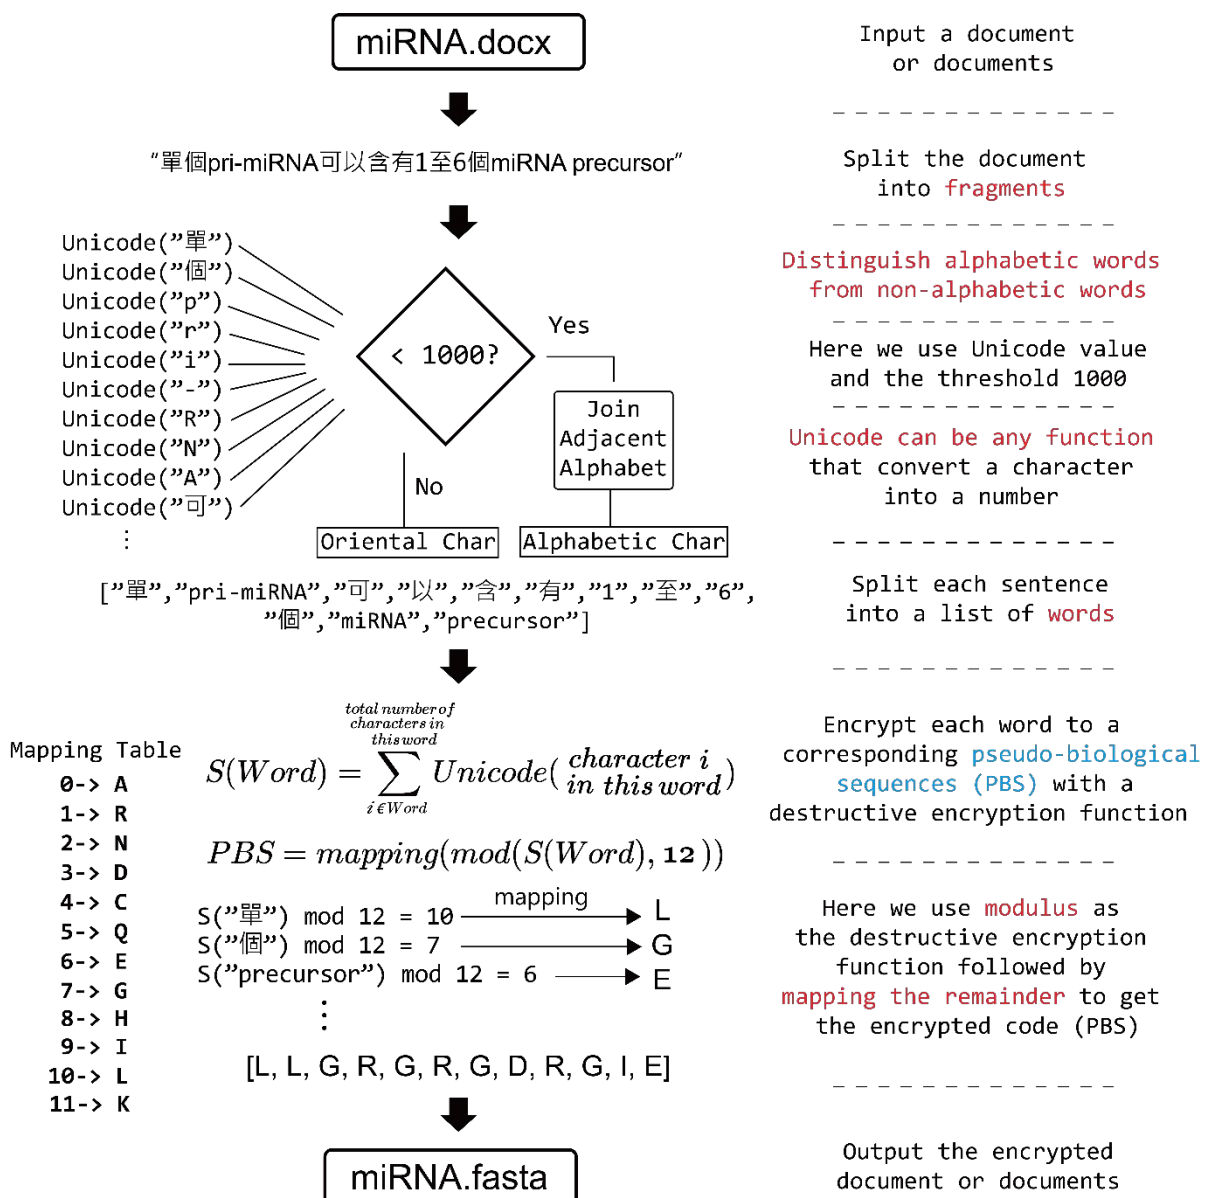 miRNA.docx
Input a document
or documents
“單個pri-miRNA可以含有1至6個miRNA precursor”
Split the document
into fragments
Unicode(”單”)
Unicode(”個”)
Unicode(”p”)
Unicode(”r”)
Unicode(”i”)
Unicode(”-”)
Unicode(”R”)
Unicode(”N”)
Unicode(”A”)
Unicode(”可”)
⋮
< 1000?
Yes
No
Join
Adjacent
Alphabet
Oriental Char
Alphabetic Char
Distinguish alphabetic words
from non-alphabetic words
Here we use Unicode value
and the threshold 1000
Unicode can be any function
that convert a character
into a number
[”單”,”pri-miRNA”,”可”,”以”,”含”,”有”,”1”,”至”,”6”,
”個”,”miRNA”,”precursor”]
Split each sentence
into a list of words
Mapping Table
0-> A
1-> R
2-> N
3-> D
4-> C
5-> Q
6-> E
7-> G
8-> H
9-> I
10-> L
11-> K
total number of
characters in
this word
S(Word) = ∑ Unicode( character i in this word )
i ∈ Word
PBS = mapping(mod(S(Word), 12 ))
Encrypt each word to a
corresponding pseudo-biological
sequences (PBS) with a
destructive encryption function
mapping
S(”單”) mod 12 = 10 L
S(”個”) mod 12 = 7 G
S(”precursor”) mod 12 = 6 E
⋮
[L, L, G, R, G, R, G, D, R, G, I, E]
Here we use modulus as
the destructive encryption
function followed by
mapping the remainder to get
the encrypted code (PBS)
miRNA.fasta
Output the encrypted
document or documents